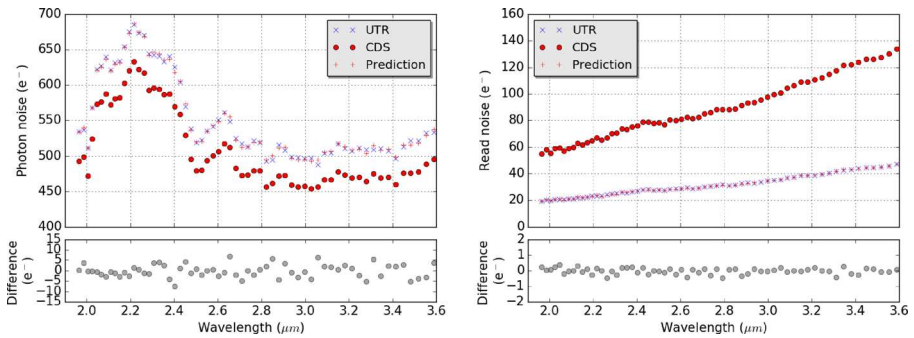 700
650
600
550
500
450
400
Photon noise (e⁻)
× × UTR
● ● CDS
+ + Prediction
15
10
5
0
−5
−10
−15
Difference
(e⁻)
2.0 2.2 2.4 2.6 2.8 3.0 3.2 3.4 3.6
Wavelength (μm)
160
140
120
100
80
60
40
20
0
Read noise (e⁻)
× × UTR
● ● CDS
+ + Prediction
2
1
0
−1
−2
Difference
(e⁻)
2.0 2.2 2.4 2.6 2.8 3.0 3.2 3.4 3.6
Wavelength (μm)